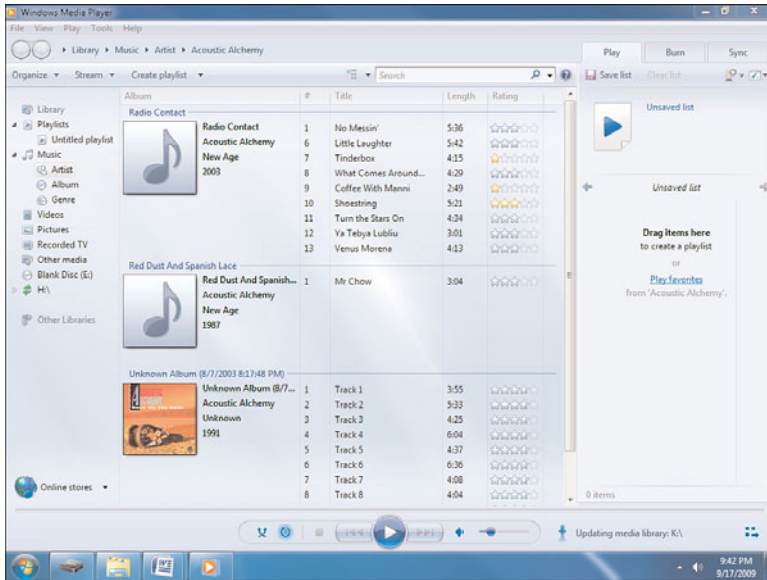 Windows Media Player
File View Play Tools Help
Library Music Artist Acoustic Alchemy
Play Burn Sync
Organize Stream Create playlist Search
Save list Clear list
Album # Title Length Rating
Library
Playlists
Untitled playlist
Music
Artist
Album
Genre
Videos
Pictures
Recorded TV
Other media
Blank Disc (E:)
H:\
Other Libraries
Online stores
Radio Contact
Radio Contact
Acoustic Alchemy
New Age
2003
1 No Messin' 5:36
6 Little Laughter 5:42
7 Tinderbox 4:15
8 What Comes Around... 4:29
9 Coffee With Manni 2:49
10 Shoestring 5:21
11 Turn the Stars On 4:34
12 Ya Tebya Lubliu 3:01
13 Venus Morena 4:13
Red Dust And Spanish Lace
Red Dust And Spanish...
Acoustic Alchemy
New Age
1987
1 Mr Chow 3:04
Unknown Album (8/7/2003 8:17:48 PM)
Unknown Album (8/7...
Acoustic Alchemy
Unknown
1991
1 Track 1 3:55
2 Track 2 5:33
3 Track 3 4:25
4 Track 4 6:04
5 Track 5 4:37
6 Track 6 6:36
7 Track 7 4:08
8 Track 8 4:04
Unsaved list
Unsaved list
Drag items here
to create a playlist
or
Play favorites
from 'Acoustic Alchemy'.
0 items
Updating media library: K:\
9:42 PM
9/17/2009